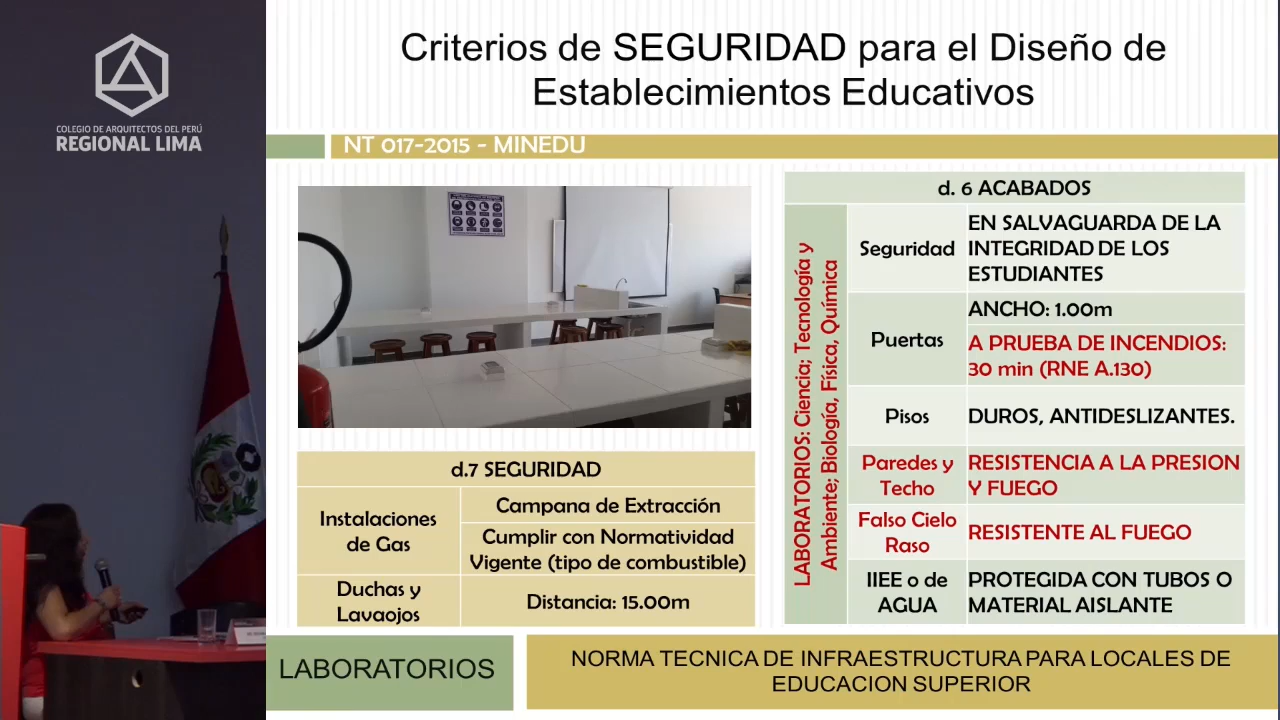 COLEGIO DE ARQUITECTOS DEL PERÚ
REGIONAL LIMA
Criterios de SEGURIDAD para el Diseño de
Establecimientos Educativos
NT 017-2015 - MINEDU
d.7 SEGURIDAD
Instalaciones
de Gas
Campana de Extracción
Cumplir con Normatividad
Vigente (tipo de combustible)
Duchas y
Lavaojos
Distancia: 15.00m
d. 6 ACABADOS
LABORATORIOS: Ciencia; Tecnología y
Ambiente; Biología, Física, Química
Seguridad
EN SALVAGUARDA DE LA
INTEGRIDAD DE LOS
ESTUDIANTES
Puertas
ANCHO: 1.00m
A PRUEBA DE INCENDIOS:
30 min (RNE A.130)
Pisos
DUROS, ANTIDESLIZANTES.
Paredes y
Techo
RESISTENCIA A LA PRESION
Y FUEGO
Falso Cielo
Raso
RESISTENTE AL FUEGO
IIEE o de
AGUA
PROTEGIDA CON TUBOS O
MATERIAL AISLANTE
LABORATORIOS
NORMA TECNICA DE INFRAESTRUCTURA PARA LOCALES DE
EDUCACION SUPERIOR